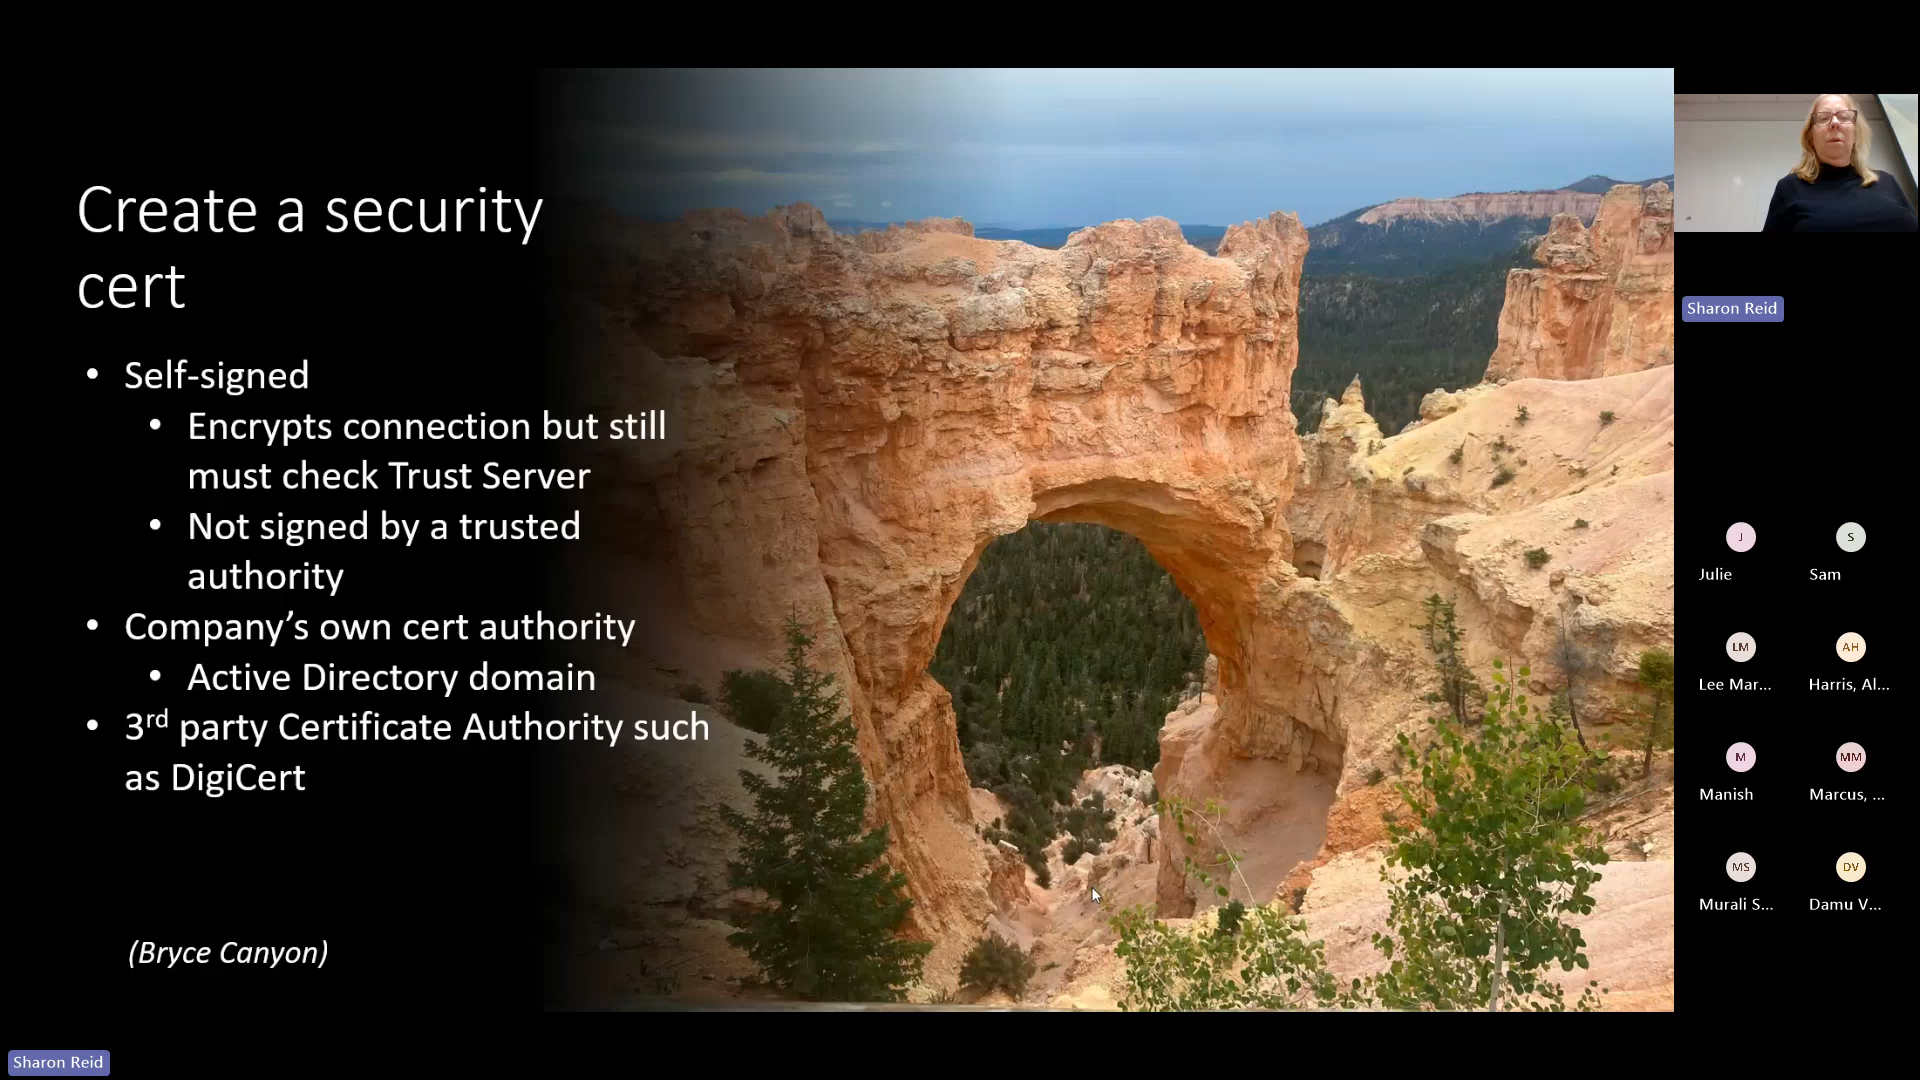 Create a security
cert
• Self-signed
• Encrypts connection but still
must check Trust Server
• Not signed by a trusted
authority
• Company’s own cert authority
• Active Directory domain
• 3rd party Certificate Authority such
as DigiCert
(Bryce Canyon)
Sharon Reid
Sharon Reid
J
S
Julie
Sam
LM
AH
Lee Mar...
Harris, Al...
M
MM
Manish
Marcus, ...
MS
DV
Murali S...
Damu V...